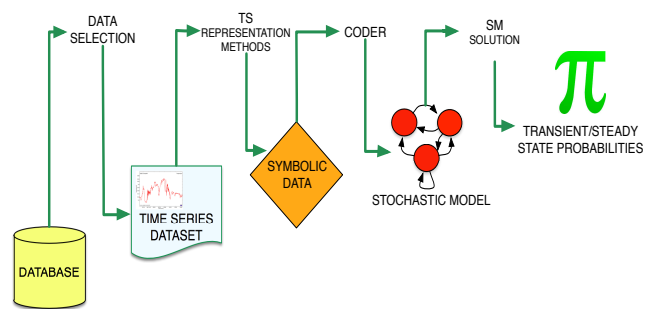 DATA
SELECTION
TS
REPRESENTATION
METHODS
CODER
SM
SOLUTION
π
TRANSIENT/STEADY
STATE PROBABILITIES
SYMBOLIC
DATA
STOCHASTIC MODEL
TIME SERIES
DATASET
DATABASE